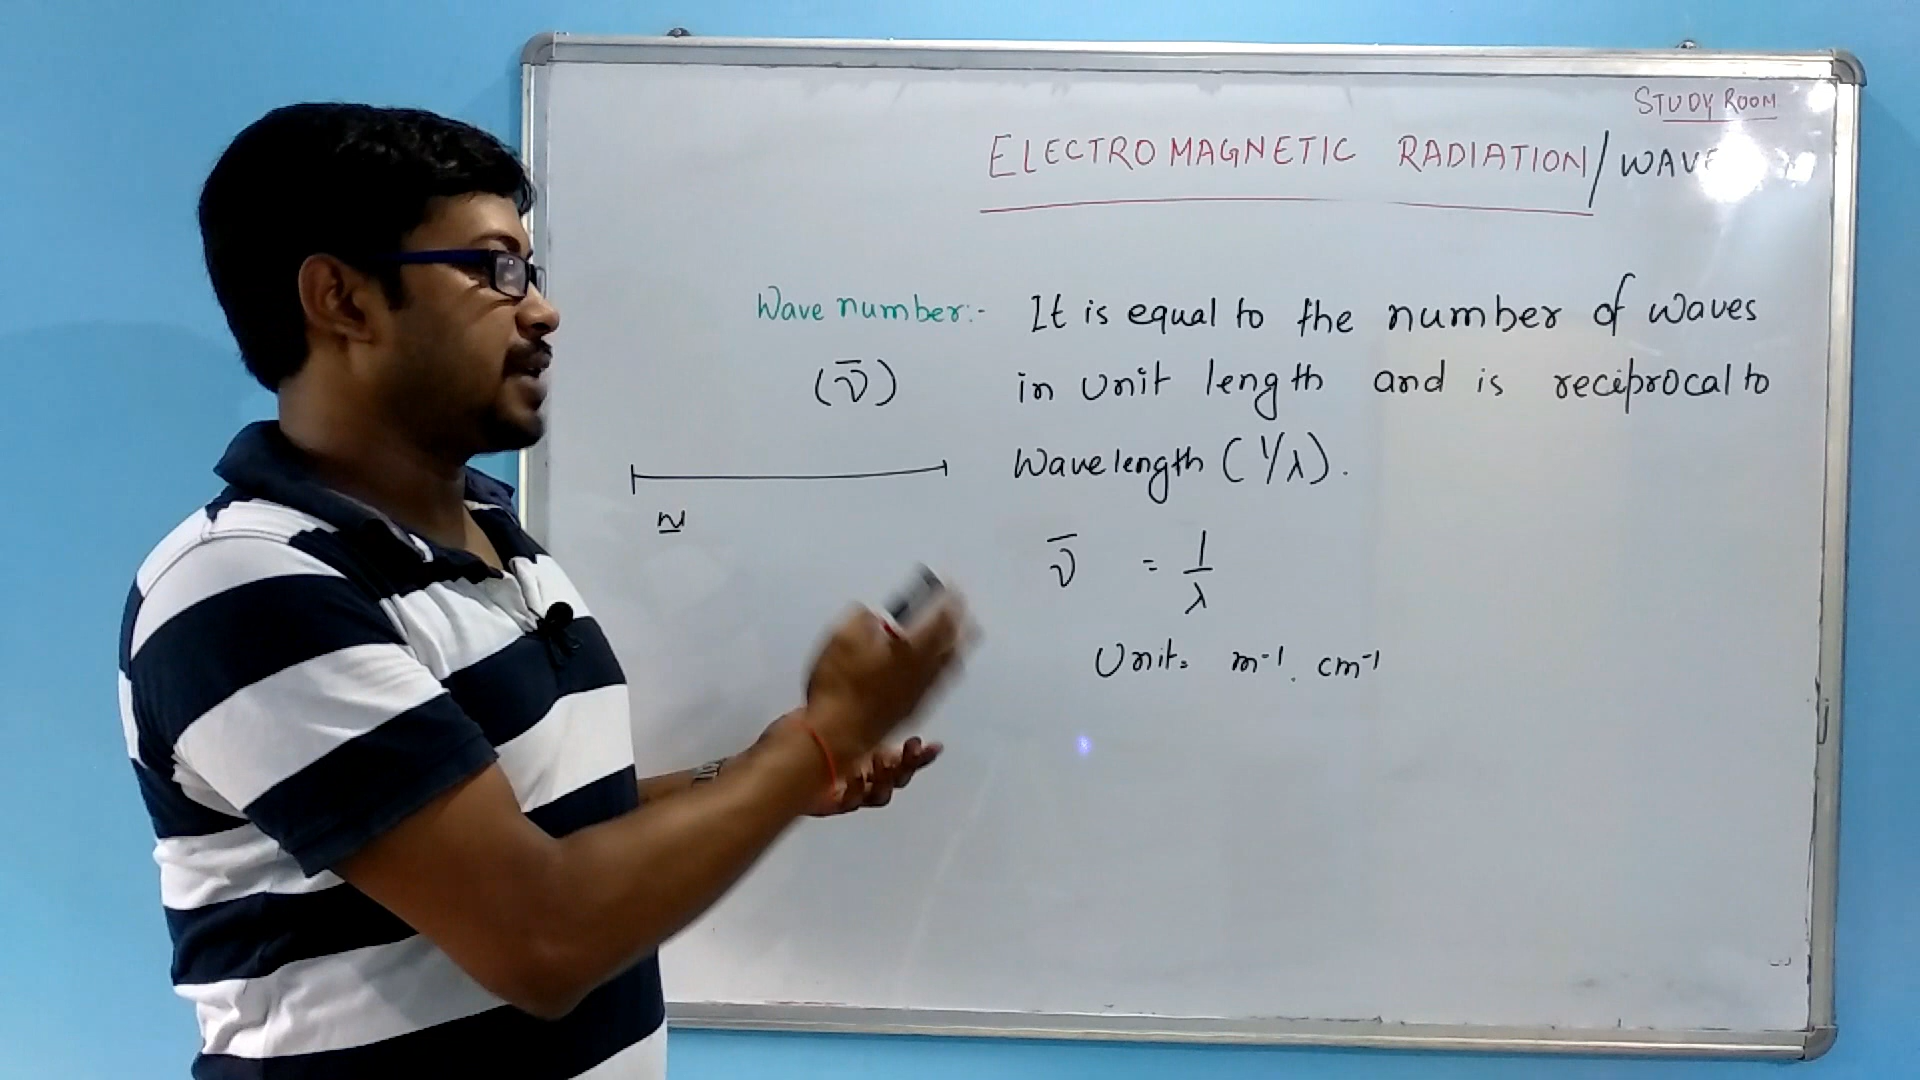 STUDY ROOM
ELECTROMAGNETIC RADIATION / WAVE
Wave number:- It is equal to the number of waves
(ν̅) in unit length and is reciprocal to
wavelength (1/λ).
ν̅ = 1/λ
Unit = m⁻¹, cm⁻¹